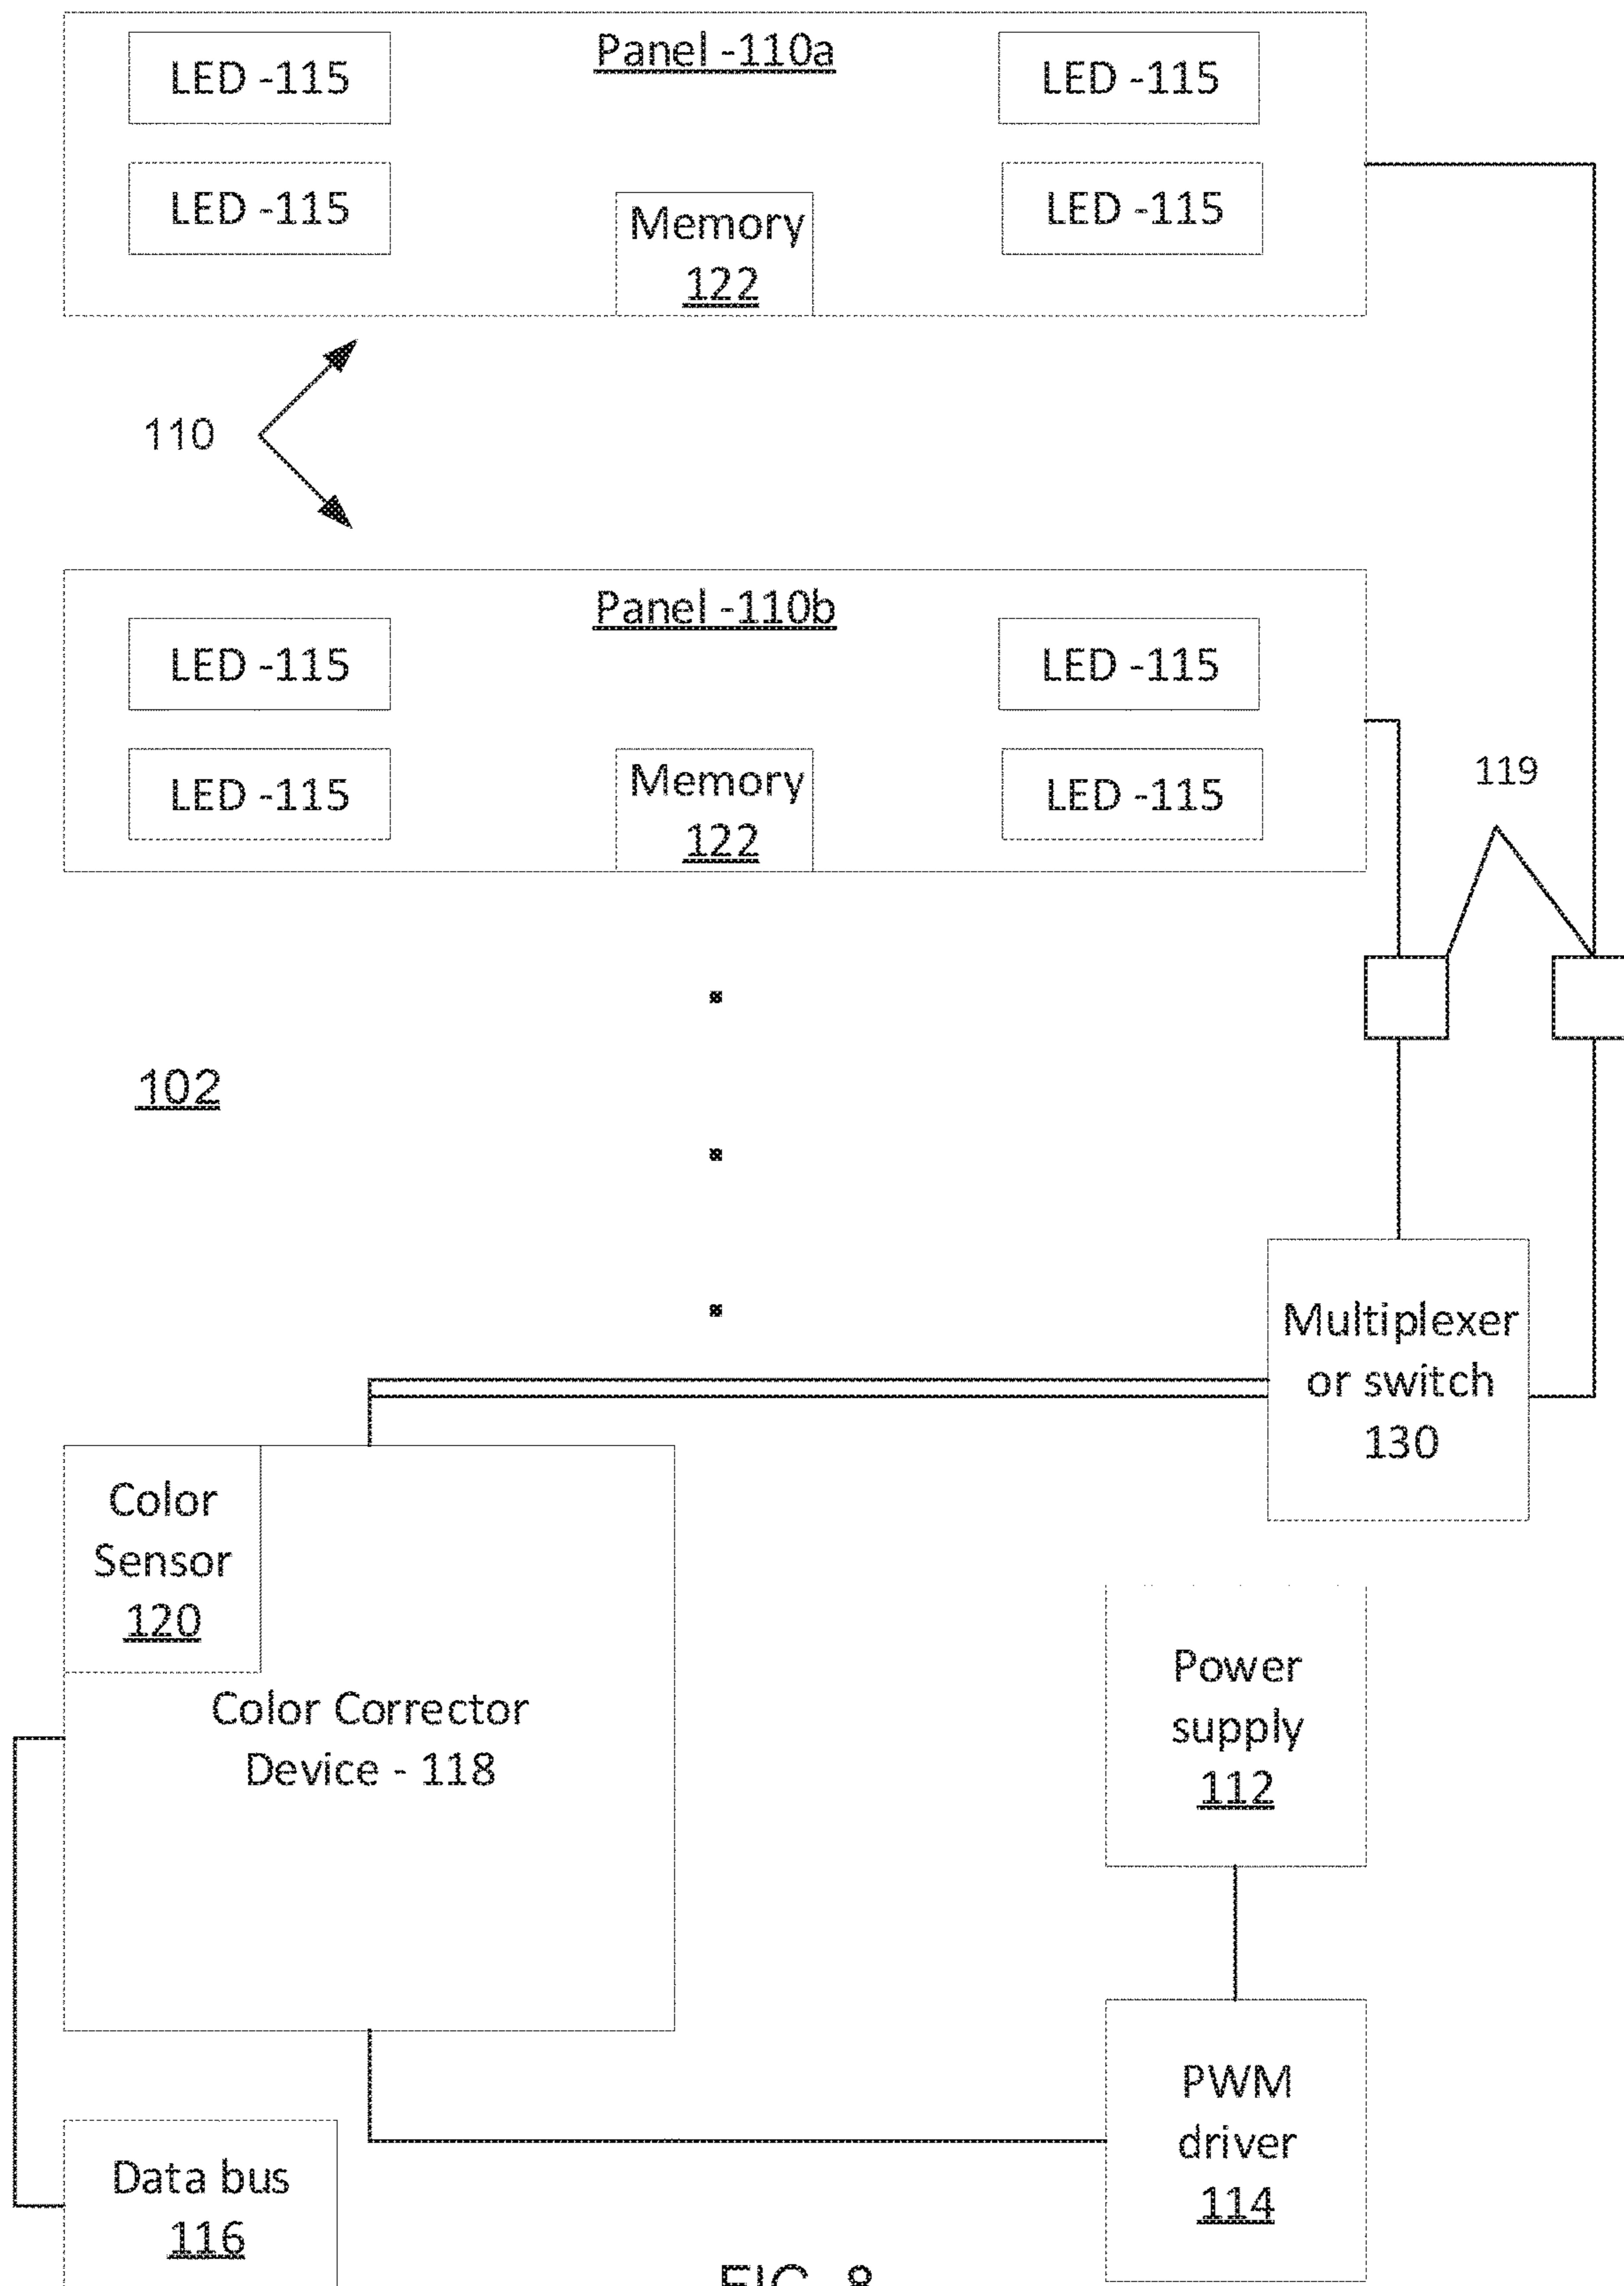 Panel -110a
LED -115
LED -115
LED -115
LED -115
Memory
122
110
Panel -110b
LED -115
LED -115
LED -115
LED -115
Memory
122
119
102
Multiplexer
or switch
130
Color
Sensor
120
Color Corrector
Device - 118
Power
supply
112
PWM
driver
114
Data bus
116
FIG. 8